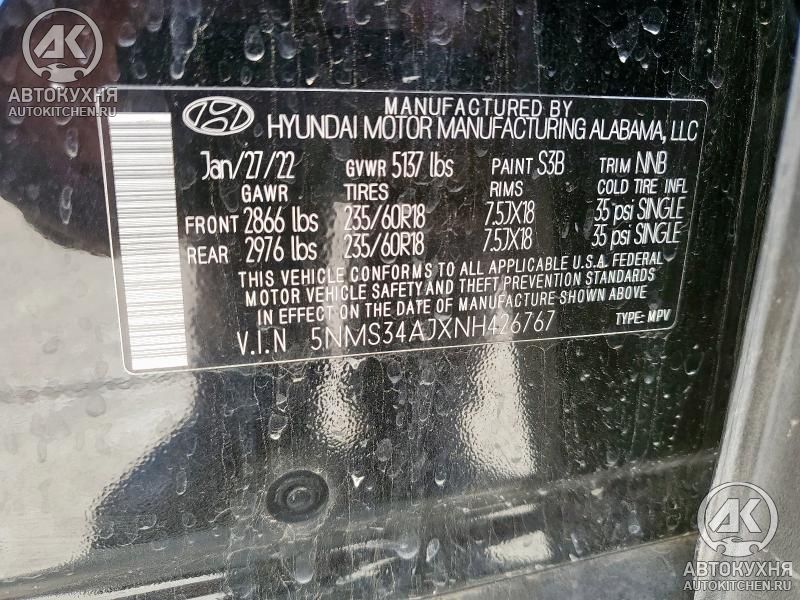 АК
АВТОКУХНЯ
AUTOKITCHEN.RU
MANUFACTURED BY
HYUNDAI MOTOR MANUFACTURING ALABAMA, LLC
Jan/27/22 GVWR 5137 lbs PAINT S3B TRIM NNB
GAWR TIRES RIMS COLD TIRE INFL
FRONT 2866 lbs 235/60R18 7.5JX18 35 psi SINGLE
REAR 2976 lbs 235/60R18 7.5JX18 35 psi SINGLE
THIS VEHICLE CONFORMS TO ALL APPLICABLE U.S.A. FEDERAL
MOTOR VEHICLE SAFETY AND THEFT PREVENTION STANDARDS
IN EFFECT ON THE DATE OF MANUFACTURE SHOWN ABOVE.
V.I.N 5NMS34AJXNH426767 TYPE: MPV
АК
АВТОКУХНЯ
AUTOKITCHEN.RU